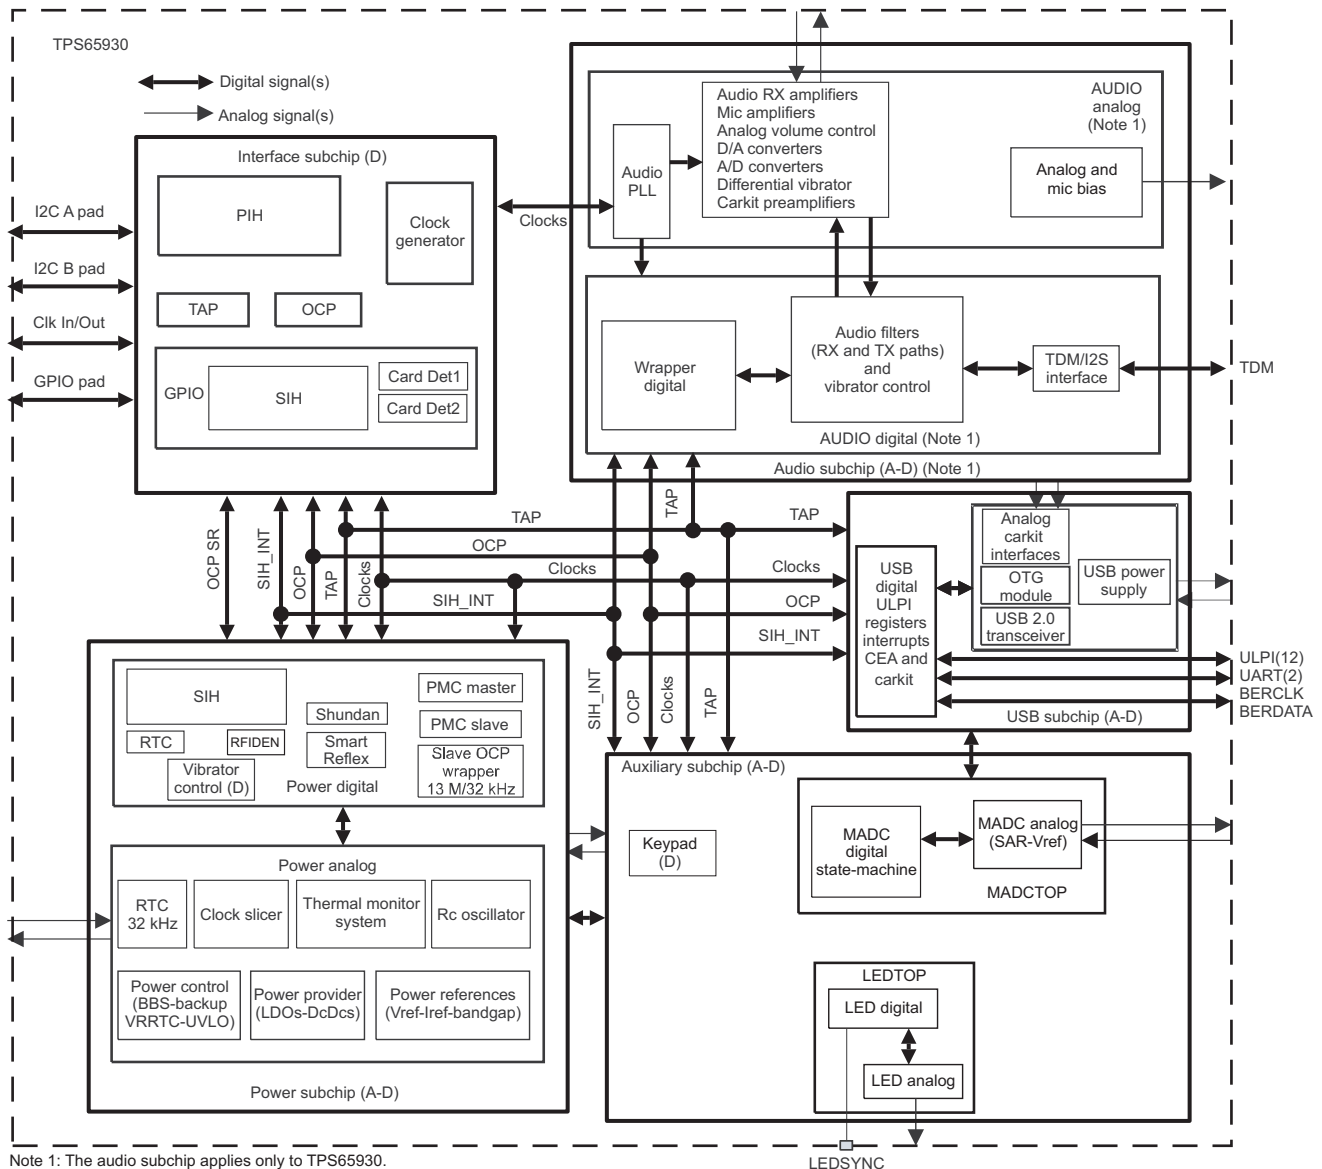 TPS65930
Digital signal(s)
Analog signal(s)
Interface subchip (D)
PIH
Clock
generator
TAP
OCP
GPIO
SIH
Card Det1
Card Det2
I2C A pad
I2C B pad
Clk In/Out
GPIO pad
Clocks
AUDIO
analog
(Note 1)
Audio RX amplifiers
Mic amplifiers
Analog volume control
D/A converters
A/D converters
Differential vibrator
Carkit preamplifiers
Audio
PLL
Analog and
mic bias
Wrapper
digital
Audio filters
(RX and TX paths)
and
vibrator control
TDM/I2S
interface
TDM
AUDIO digital (Note 1)
Audio subchip (A-D) (Note 1)
OCP SR
SIH_INT
OCP
TAP
Clocks
TAP
TAP
TAP
OCP
Clocks
Clocks
SIH_INT
OCP
SIH_INT
SIH_INT
OCP
Clocks
TAP
USB
digital
ULPI
registers
interrupts
CEA and
carkit
Analog
carkit
interfaces
OTG
module
USB 2.0
transceiver
USB power
supply
USB subchip (A-D)
ULPI(12)
UART(2)
BERCLK
BERDATA
SIH
RTC
RFIDEN
Vibrator
control (D)
Shundan
Smart
Reflex
Power digital
PMC master
PMC slave
Slave OCP
wrapper
13 M/32 kHz
Power analog
RTC
32 kHz
Clock slicer
Thermal monitor
system
Rc oscillator
Power control
(BBS-backup
VRRTC-UVLO)
Power provider
(LDOs-DcDcs)
Power references
(Vref-Iref-bandgap)
Power subchip (A-D)
Auxiliary subchip (A-D)
Keypad
(D)
MADC
digital
state-machine
MADC analog
(SAR-Vref)
MADCTOP
LEDTOP
LED digital
LED analog
LEDSYNC
Note 1: The audio subchip applies only to TPS65930.